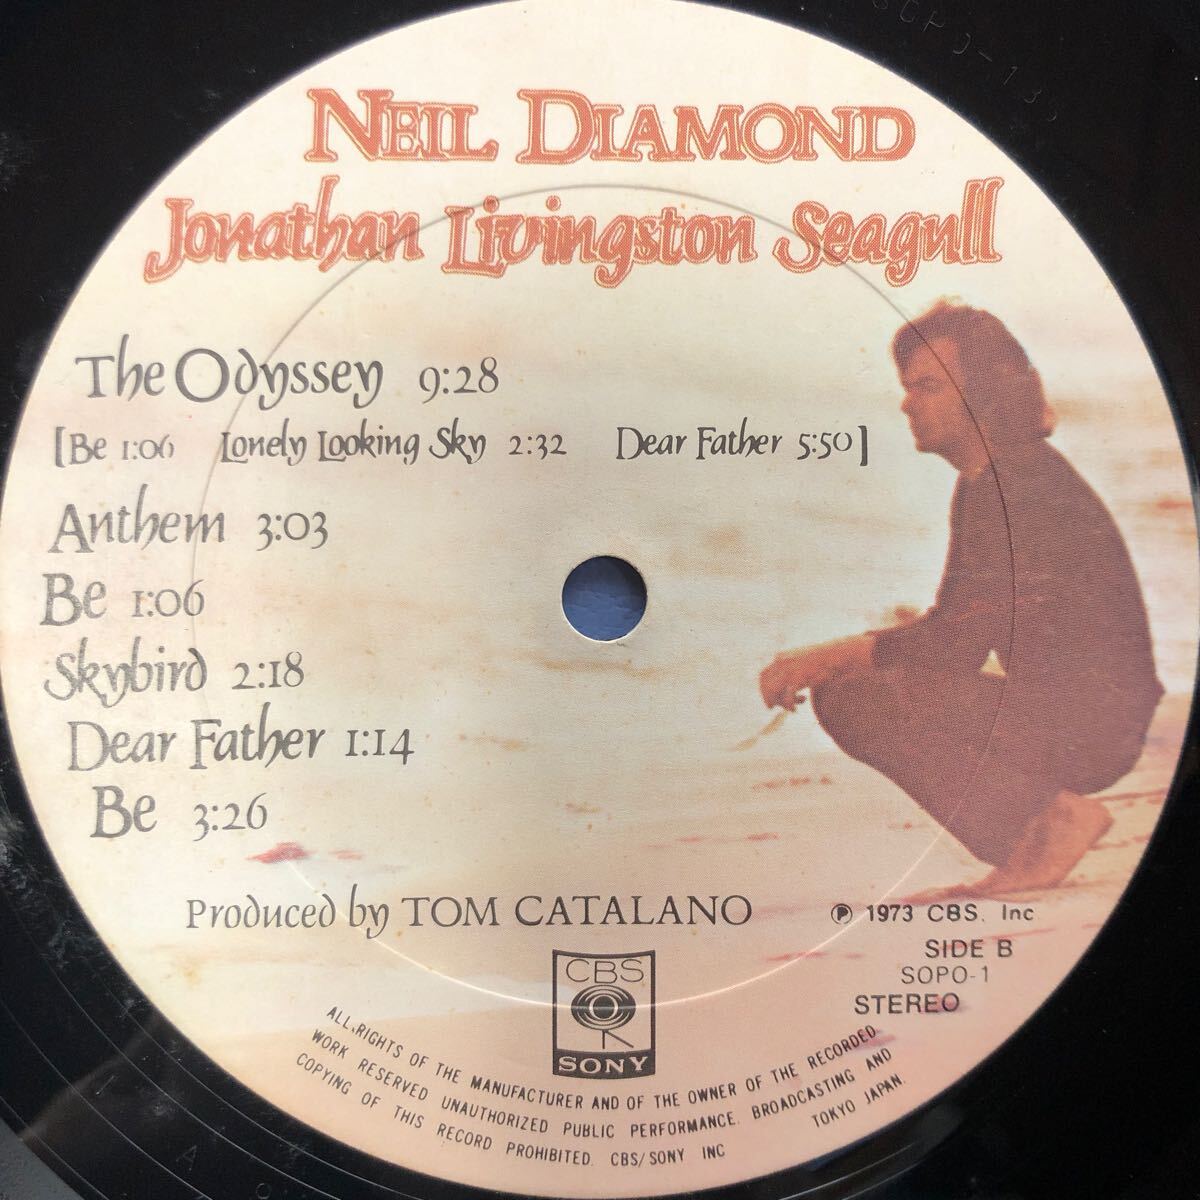 NEIL DIAMOND
Jonathan Livingston Seagull
The Odyssey 9:28
[Be 1:06 Lonely Looking Sky 2:32 Dear Father 5:50]
Anthem 3:03
Be 1:06
Skybird 2:18
Dear Father 1:14
Be 3:26
Produced by TOM CATALANO
℗ 1973 CBS. Inc
SIDE B
SOPO-1
STEREO
CBS
SONY
ALL RIGHTS OF THE MANUFACTURER AND OF THE OWNER OF THE RECORDED
WORK RESERVED UNAUTHORIZED PUBLIC PERFORMANCE. BROADCASTING AND
COPYING OF THIS RECORD PROHIBITED. CBS/SONY INC TOKYO JAPAN.